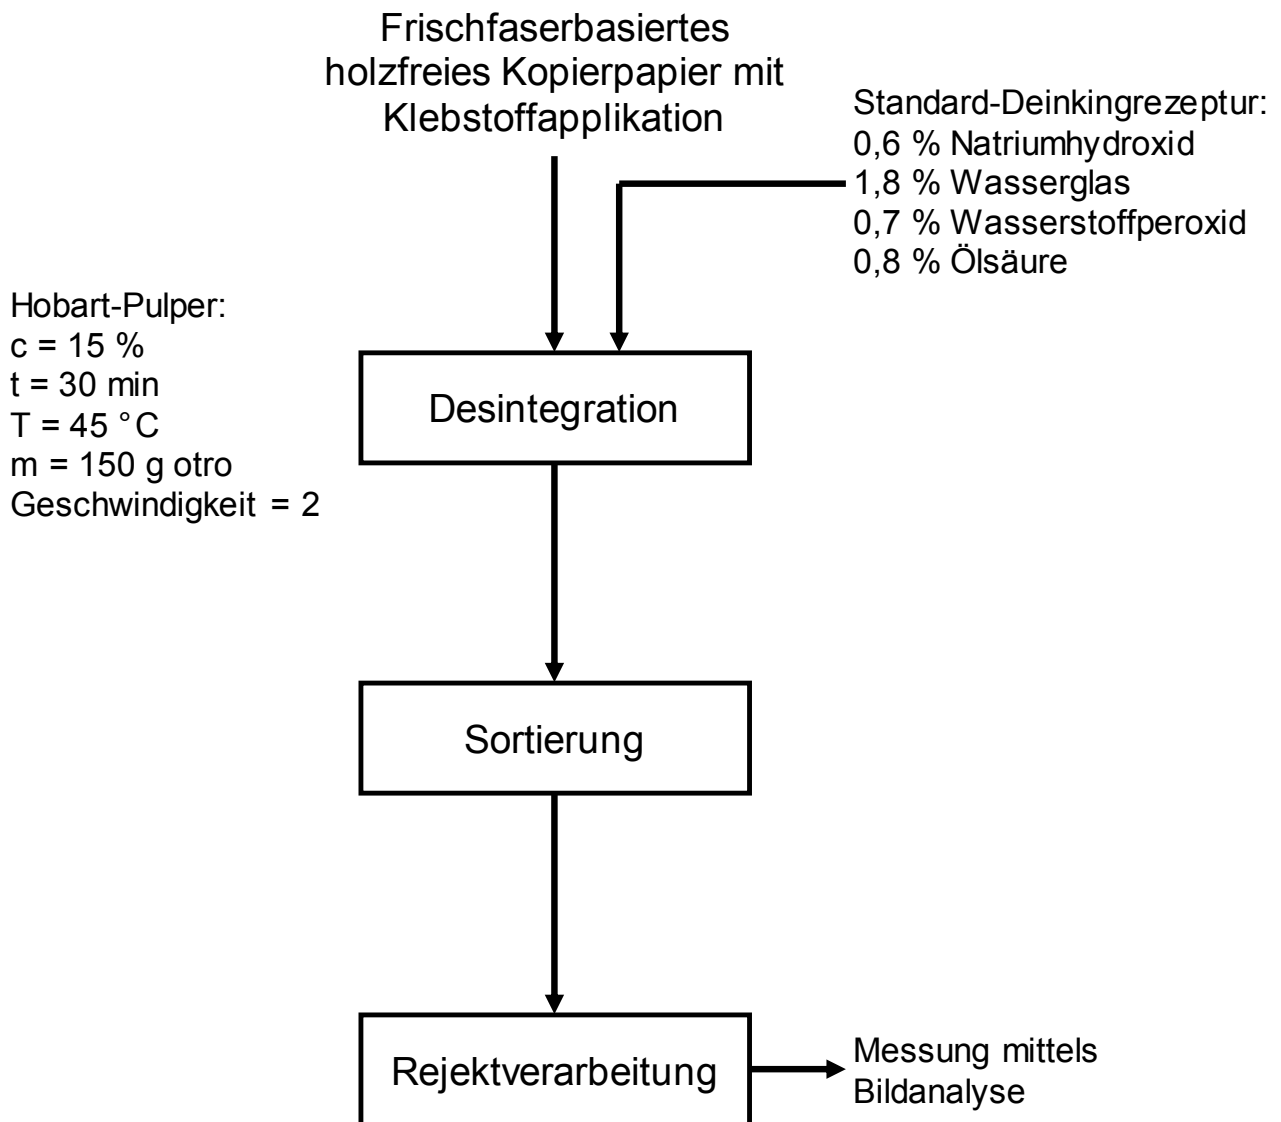 Frischfaserbasiertes
holzfreies Kopierpapier mit
Klebstoffapplikation
Standard-Deinkingrezeptur:
0,6 % Natriumhydroxid
1,8 % Wasserglas
0,7 % Wasserstoffperoxid
0,8 % Ölsäure
Hobart-Pulper:
c = 15 %
t = 30 min
T = 45 °C
m = 150 g otro
Geschwindigkeit = 2
Desintegration
Sortierung
Rejektverarbeitung
Messung mittels
Bildanalyse